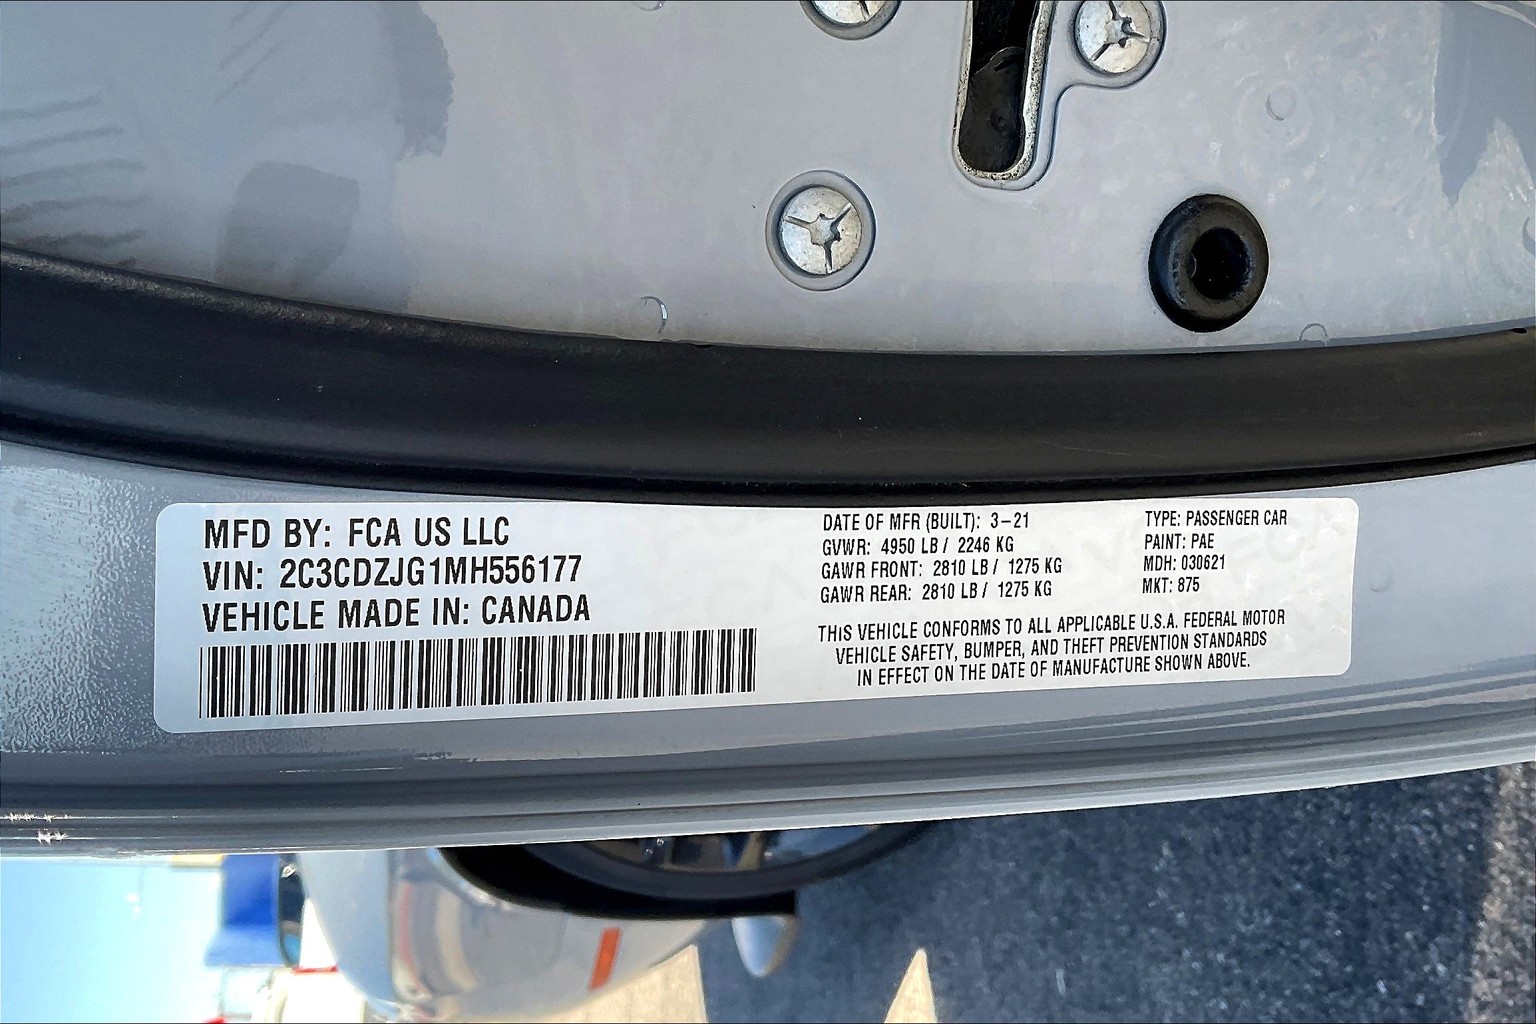 MFD BY: FCA US LLC
VIN: 2C3CDZJG1MH556177
VEHICLE MADE IN: CANADA
DATE OF MFR (BUILT): 3-21
GVWR: 4950 LB / 2246 KG
GAWR FRONT: 2810 LB / 1275 KG
GAWR REAR: 2810 LB / 1275 KG
TYPE: PASSENGER CAR
PAINT: PAE
MDH: 030621
MKT: 875
THIS VEHICLE CONFORMS TO ALL APPLICABLE U.S.A. FEDERAL MOTOR
VEHICLE SAFETY, BUMPER, AND THEFT PREVENTION STANDARDS
IN EFFECT ON THE DATE OF MANUFACTURE SHOWN ABOVE.